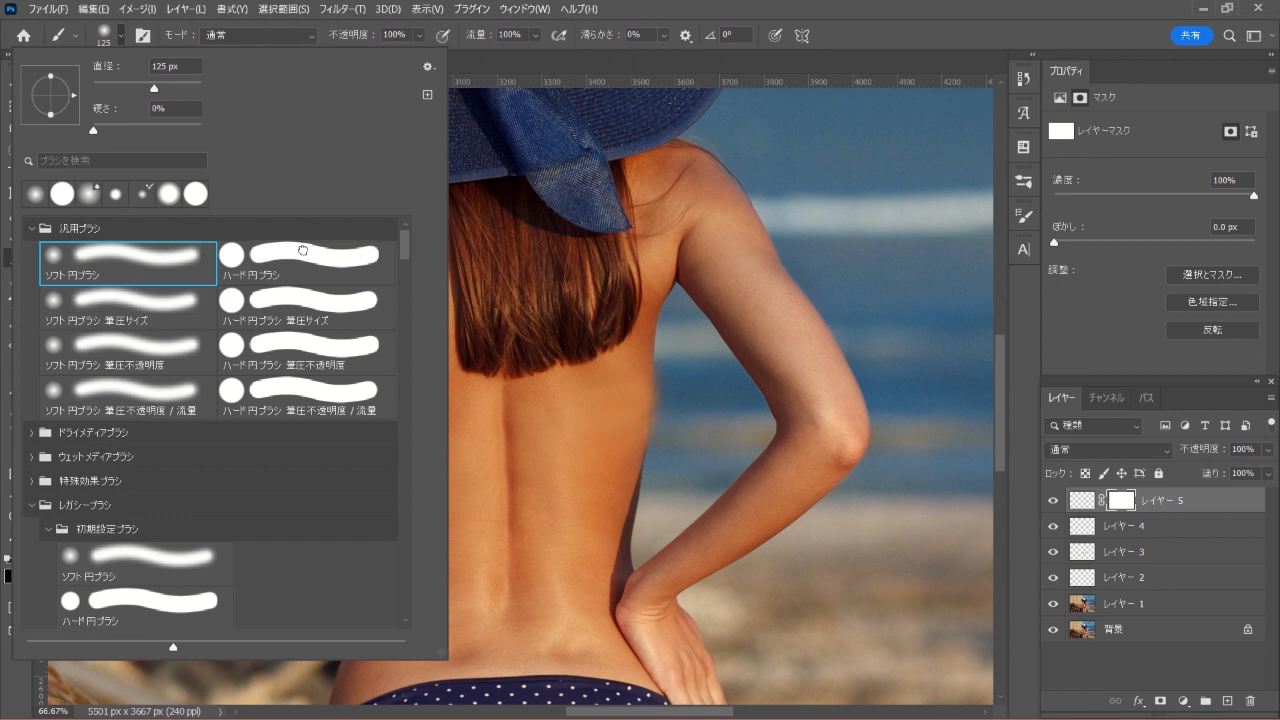 Ps ファイル(F) 編集(E) イメージ(I) レイヤー(L) 書式(Y) 選択範囲(S) フィルター(T) 3D(D) 表示(V) プラグイン ウィンドウ(W) ヘルプ(H)
125 モード： 通常 不透明度： 100% 流量： 100% 滑らかさ： 0% 0° 共有
直径： 125 px
硬さ： 0%
ブラシを検索
汎用ブラシ
ソフト円ブラシ ハード円ブラシ
ソフト円ブラシ 筆圧サイズ ハード円ブラシ 筆圧サイズ
ソフト円ブラシ 筆圧不透明度 ハード円ブラシ 筆圧不透明度
ソフト円ブラシ 筆圧不透明度 / 流量 ハード円ブラシ 筆圧不透明度 / 流量
ドライメディアブラシ
ウェットメディアブラシ
特殊効果ブラシ
レガシーブラシ
初期設定ブラシ
ソフト円ブラシ
ハード円ブラシ
3100 3200 3300 3400 3500 3600 3700 3800 3900 4000 4100 4200
66.67% 5501 px x 3667 px (240 ppi)
プロパティ
マスク
レイヤーマスク
濃度： 100%
ぼかし： 0.0 px
調整： 選択とマスク...
色域指定...
反転
レイヤー チャンネル パス
種類
通常 不透明度： 100%
ロック： 塗り： 100%
レイヤー 5
レイヤー 4
レイヤー 3
レイヤー 2
レイヤー 1
背景
fx